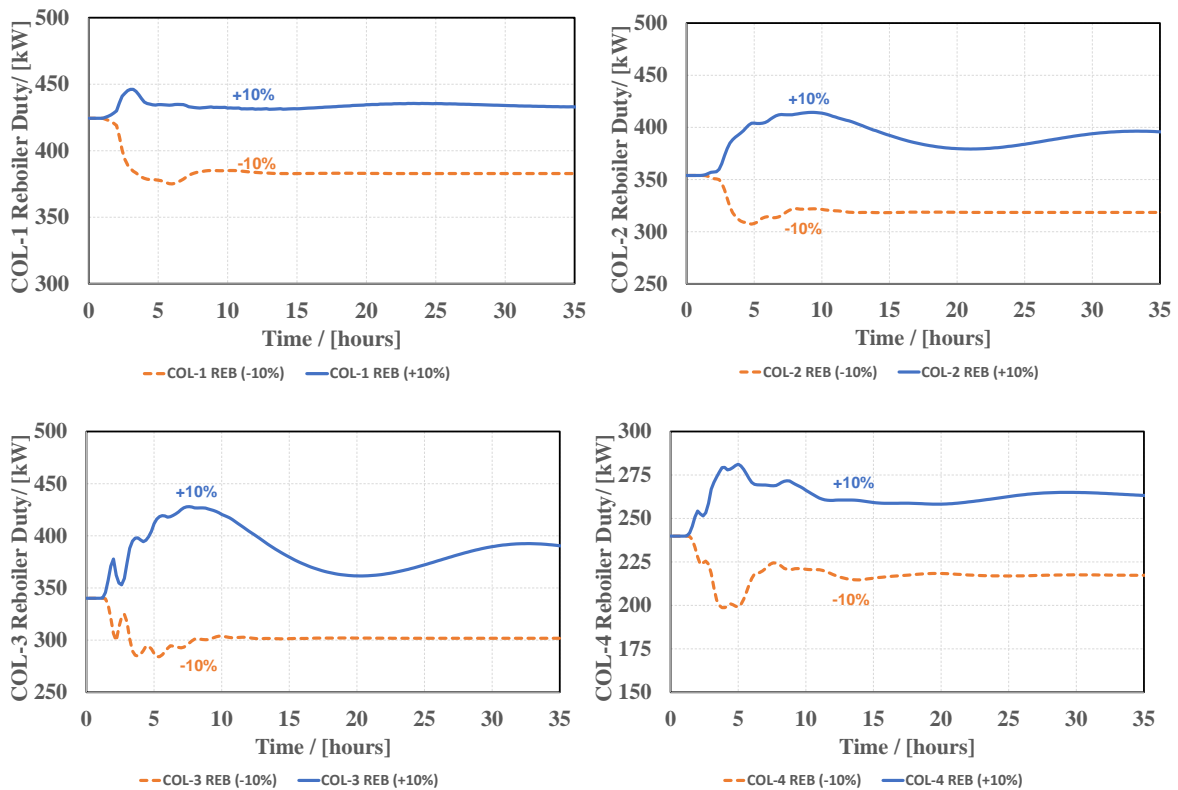 COL-1 Reboiler Duty/ [kW]
500
450
400
350
300
+10%
-10%
0 5 10 15 20 25 30 35
Time / [hours]
COL-1 REB (-10%) COL-1 REB (+10%)
COL-2 Reboiler Duty/ [kW]
500
450
400
350
300
250
+10%
-10%
0 5 10 15 20 25 30 35
Time / [hours]
COL-2 REB (-10%) COL-2 REB (+10%)
COL-3 Reboiler Duty/ [kW]
500
450
400
350
300
250
+10%
-10%
0 5 10 15 20 25 30 35
Time / [hours]
COL-3 REB (-10%) COL-3 REB (+10%)
COL-4 Reboiler Duty/ [kW]
300
275
250
225
200
175
150
+10%
-10%
0 5 10 15 20 25 30 35
Time / [hours]
COL-4 REB (-10%) COL-4 REB (+10%)